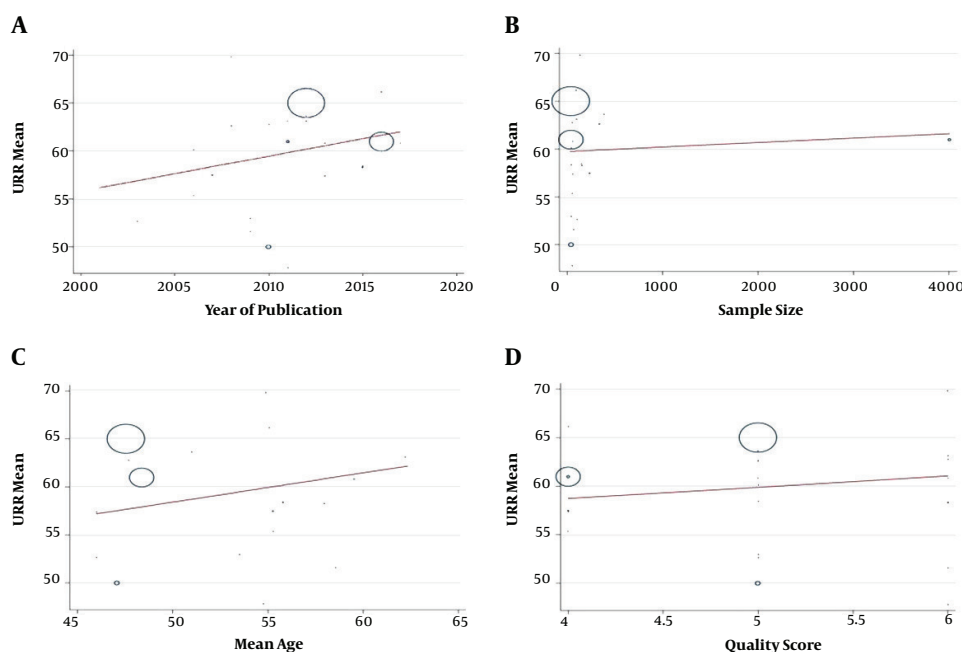 A
70
65
60
55
50
URR Mean
2000 2005 2010 2015 2020
Year of Publication
B
70
65
60
55
50
URR Mean
0 1000 2000 3000 4000
Sample Size
C
70
65
60
55
50
URR Mean
45 50 55 60 65
Mean Age
D
70
65
60
55
50
URR Mean
4 4.5 5 5.5 6
Quality Score